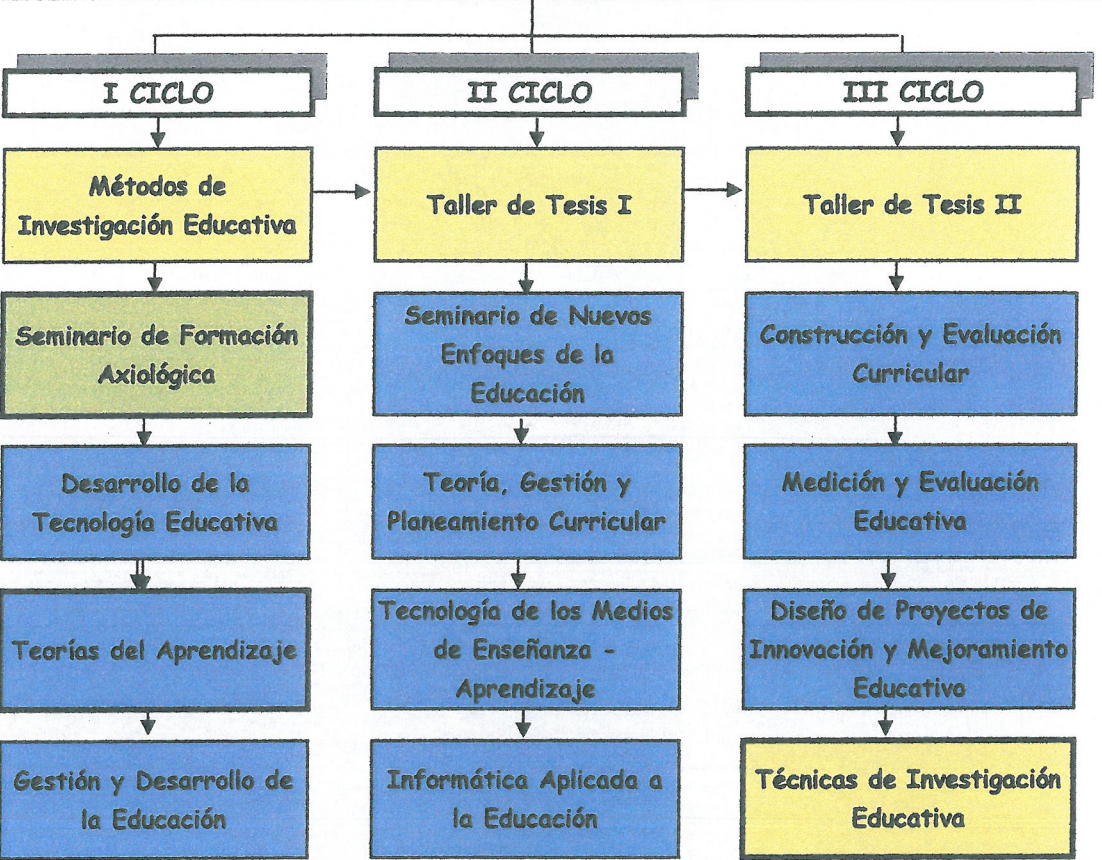 I CICLO
Métodos de
Investigación Educativa
Seminario de Formación
Axiológica
Desarrollo de la
Tecnología Educativa
Teorías del Aprendizaje
Gestión y Desarrollo de
la Educación
II CICLO
Taller de Tesis I
Seminario de Nuevos
Enfoques de la
Educación
Teoría, Gestión y
Planeamiento Curricular
Tecnología de los Medios
de Enseñanza -
Aprendizaje
Informática Aplicada a
la Educación
III CICLO
Taller de Tesis II
Construcción y Evaluación
Curricular
Medición y Evaluación
Educativa
Diseño de Proyectos de
Innovación y Mejoramiento
Educativo
Técnicas de Investigación
Educativa